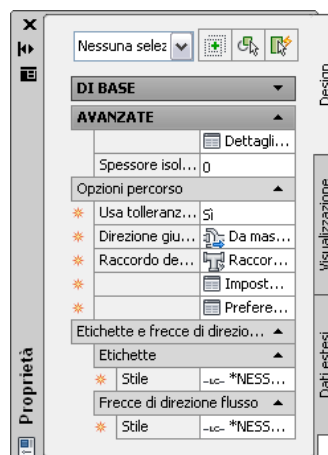 Nessuna selez
DI BASE
AVANZATE
Dettagli...
Spessore isol... 0
Opzioni percorso
Usa tolleranz... Sì
Direzione giu... Da mas...
Raccordo de... Raccor...
Impost...
Prefere...
Etichette e frecce di direzio...
Etichette
Stile -LC- *NESS...
Frecce di direzione flusso
Stile -LC- *NESS...
Proprietà
Design
Visualizzazione
Dati estesi